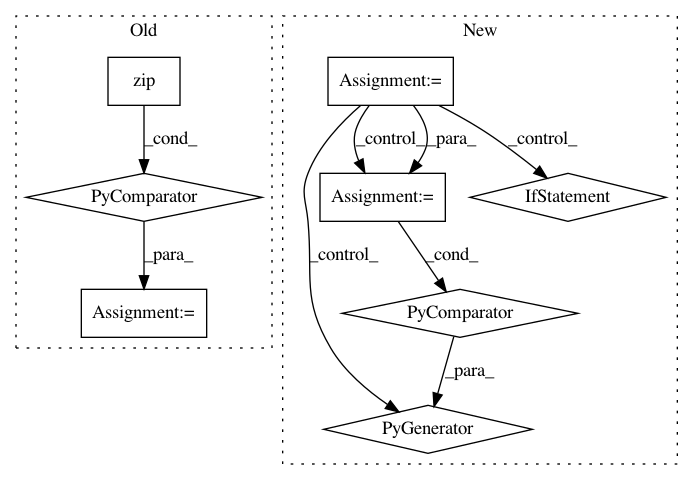 Old
New
zip
Assignment:=
_cond_
_control_
_para_
_control_
PyComparator
Assignment:=
IfStatement
_para_
_control_
_cond_
Assignment:=
PyComparator
_para_
PyGenerator